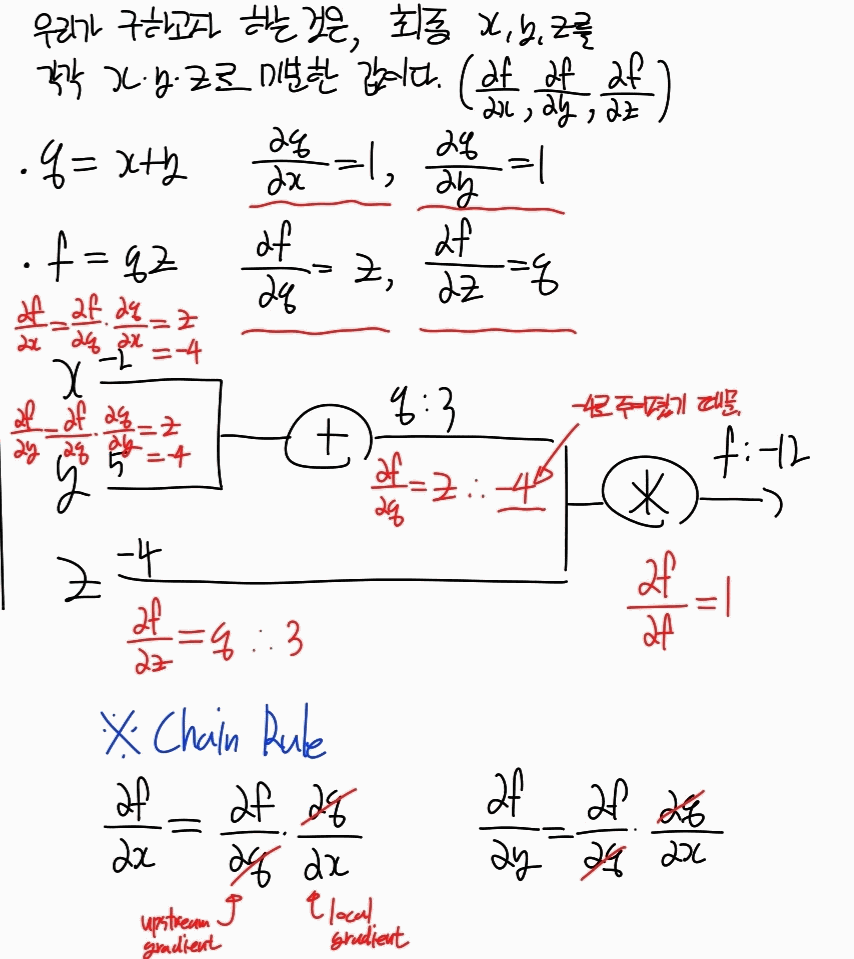 우리가 구하고자 하는 것은, 최종 x, y, z를
각각 x·y·z로 미분한 값이다. (∂f/∂x, ∂f/∂y, ∂f/∂z)
· q = x+y ∂q/∂x = 1, ∂q/∂y = 1
· f = qz ∂f/∂q = z, ∂f/∂z = q
∂f/∂x = ∂f/∂q · ∂q/∂x = z
= -4
x -2
∂f/∂y = ∂f/∂q · ∂q/∂y = z
= -4
y 5
+
q : 3
-4로 주어졌기 때문.
∂f/∂q = z ∴ -4
*
f : -12
z -4
∂f/∂z = q ∴ 3
∂f/∂f = 1
※ Chain Rule
∂f/∂x = ∂f/∂q · ∂q/∂x ∂f/∂y = ∂f/∂q · ∂q/∂x
upstream
gradient
local
gradient